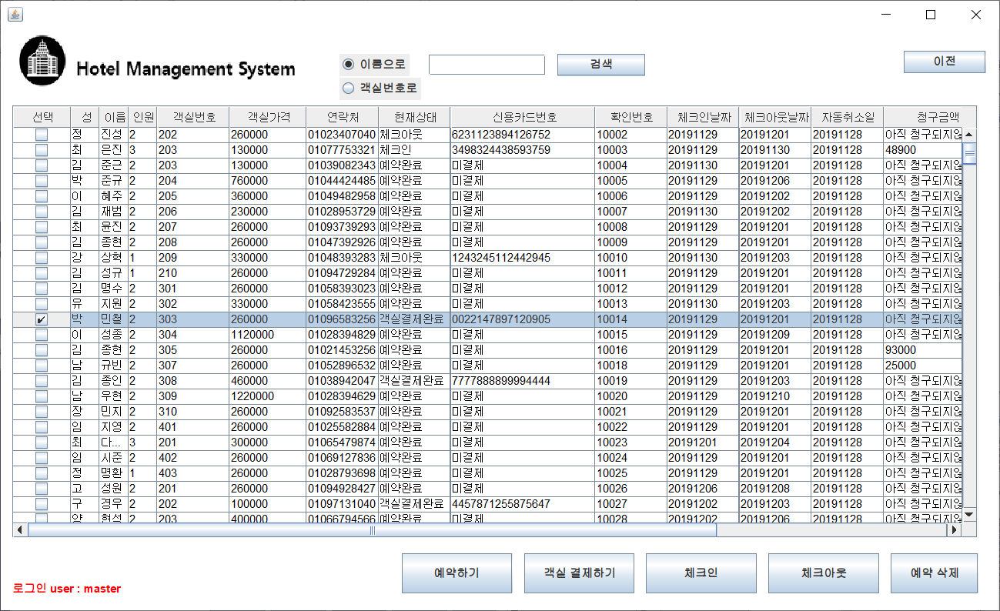 Hotel Management System
이름으로
검색
이전
객실번호로
선택 성 이름 인원 객실번호 객실가격 연락처 현재상태 신용카드번호 확인번호 체크인날짜 체크아웃날짜 자동취소일 청구금액
정 진성 2 202 260000 01023407040 체크아웃 6231123894126752 10002 20191129 20191201 20191128 아직 청구되지않
최 은진 3 203 130000 01077753321 체크인 3498324438593759 10003 20191129 20191130 20191128 48900
김 준근 2 203 130000 01039082343 예약완료 미결제 10004 20191130 20191201 20191128 아직 청구되지않
박 준규 2 204 760000 01044424485 예약완료 미결제 10005 20191129 20191206 20191128 아직 청구되지않
이 혜주 2 205 360000 01049482958 예약완료 미결제 10006 20191129 20191202 20191128 아직 청구되지않
김 재범 2 206 230000 01028953729 예약완료 미결제 10007 20191130 20191202 20191128 아직 청구되지않
최 윤진 2 207 260000 01093739293 예약완료 미결제 10008 20191129 20191201 20191128 아직 청구되지않
김 종현 2 208 260000 01047392926 예약완료 미결제 10009 20191129 20191201 20191128 아직 청구되지않
강 상혁 1 209 330000 01048393283 체크아웃 1243245112442945 10010 20191130 20191203 20191128 아직 청구되지않
김 성규 1 210 260000 01094729284 예약완료 미결제 10011 20191129 20191201 20191128 아직 청구되지않
김 명수 2 301 260000 01058393023 예약완료 미결제 10012 20191129 20191201 20191128 아직 청구되지않
유 지원 2 302 330000 01058423555 예약완료 미결제 10013 20191130 20191203 20191128 아직 청구되지않
박 민철 2 303 260000 01096583256 객실결제완료 0022147897120905 10014 20191129 20191201 20191128 아직 청구되지않
이 성종 2 304 1120000 01028394829 예약완료 미결제 10015 20191129 20191209 20191128 아직 청구되지않
김 종현 2 305 260000 01021453256 예약완료 미결제 10016 20191129 20191201 20191128 93000
남 규빈 2 307 260000 01052896532 예약완료 미결제 10018 20191129 20191201 20191128 25000
김 종인 2 308 460000 01038942047 객실결제완료 7777888899994444 10019 20191129 20191203 20191128 아직 청구되지않
남 우현 2 309 1220000 01028394629 예약완료 미결제 10020 20191129 20191210 20191128 아직 청구되지않
장 민지 2 310 260000 01092583537 예약완료 미결제 10021 20191129 20191201 20191128 아직 청구되지않
임 지영 2 401 260000 01025582884 예약완료 미결제 10022 20191129 20191201 20191128 아직 청구되지않
최 다... 3 201 300000 01065479874 예약완료 미결제 10023 20191201 20191204 20191128 아직 청구되지않
임 시준 2 402 260000 01069127836 예약완료 미결제 10024 20191129 20191201 20191128 아직 청구되지않
정 명환 1 403 260000 01028793698 예약완료 미결제 10025 20191129 20191201 20191128 아직 청구되지않
고 성원 2 201 260000 01094928427 예약완료 미결제 10026 20191206 20191208 20191128 아직 청구되지않
구 경우 2 202 100000 01097131040 객실결제완료 4457871255875647 10027 20191202 20191203 20191128 아직 청구되지않
양 현석 2 203 400000 01066794566 예약완료 미결제 10028 20191202 20191206 20191128 아직 청구되지않
예약하기
객실 결제하기
체크인
체크아웃
예약 삭제
로그인 user : master